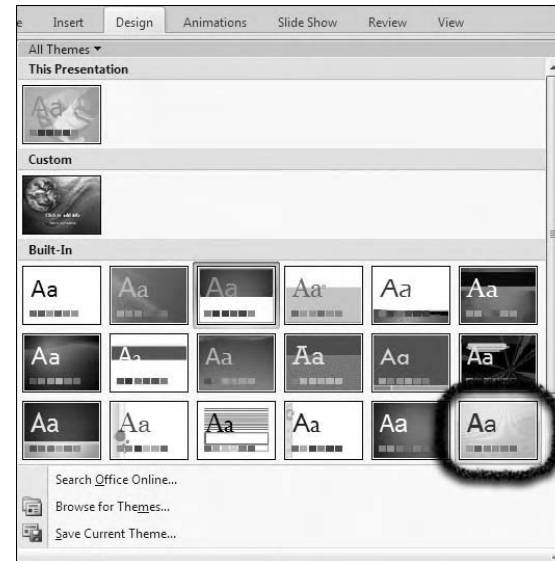 e Insert Design Animations Slide Show Review View
All Themes
This Presentation
Aa
Custom
Built-In
Aa Aa Aa Aa Aa Aa
Aa Aa Aa Aa Aa Aa
Aa Aa Aa Aa Aa Aa
Search Office Online...
Browse for Themes...
Save Current Theme...